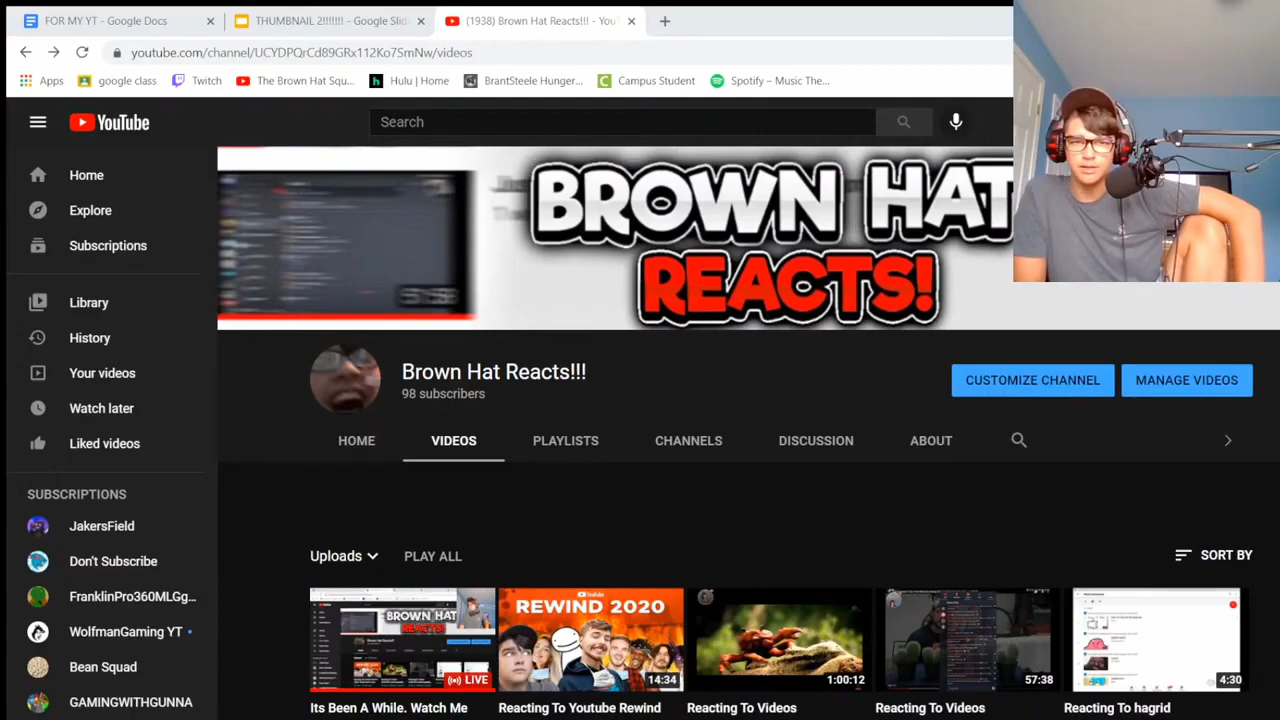 FOR MY YT - Google Docs
THUMBNAIL 2!!!!!!! - Google Slid
(1938) Brown Hat Reacts!!! - You
youtube.com/channel/UCYDPQrCd89GRx112Ko7SmNw/videos
Apps
google class
Twitch
The Brown Hat Squ...
Hulu | Home
BrantSteele Hunger...
Campus Student
Spotify – Music The...
YouTube
Search
Home
Explore
Subscriptions
Library
History
Your videos
Watch later
Liked videos
SUBSCRIPTIONS
JakersField
Don't Subscribe
FranklinPro360MLGg...
WolfmanGaming YT
Bean Squad
GAMINGWITHGUNNA
BROWN HAT
REACTS!
Brown Hat Reacts!!!
98 subscribers
CUSTOMIZE CHANNEL
MANAGE VIDEOS
HOME
VIDEOS
PLAYLISTS
CHANNELS
DISCUSSION
ABOUT
Uploads
PLAY ALL
SORT BY
LIVE
YouTube
REWIND 2020
14:34
1:00:12
57:38
4:30
Its Been A While. Watch Me
Reacting To Youtube Rewind
Reacting To Videos
Reacting To Videos
Reacting To hagrid